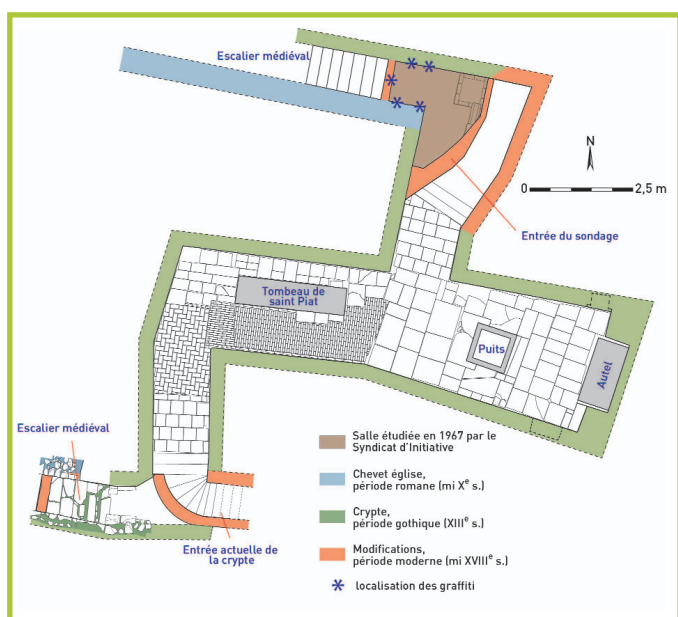 Escalier médiéval
N
0 2,5 m
Entrée du sondage
Tombeau de
saint Piat
Puits
Autel
Escalier médiéval
Entrée actuelle de
la crypte
Salle étudiée en 1967 par le
Syndicat d'Initiative
Chevet église,
période romane (mi Xe s.)
Crypte,
période gothique (XIIIe s.)
Modifications,
période moderne (mi XVIIIe s.)
localisation des graffiti